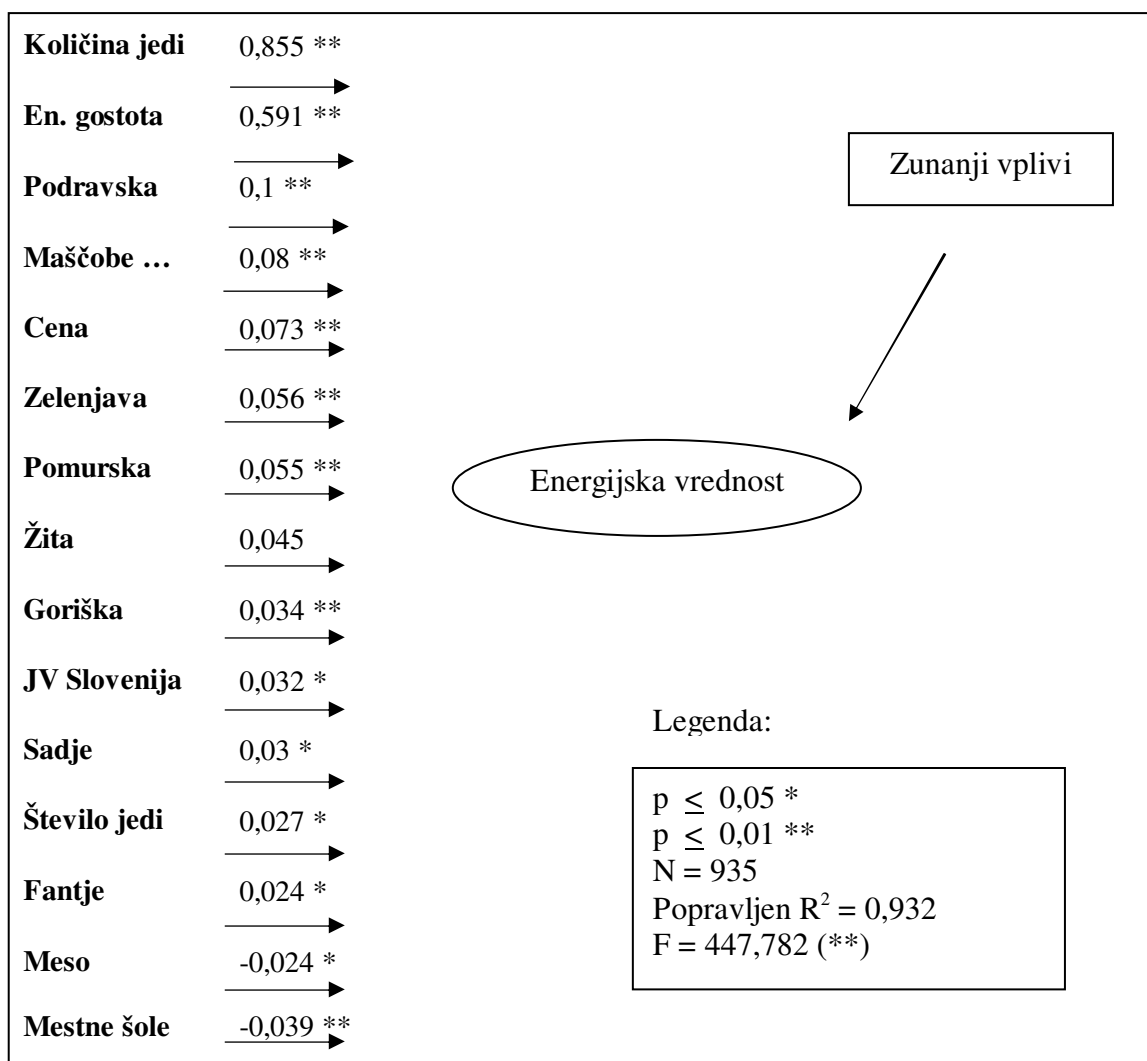 Količina jedi 0,855 **
En. gostota 0,591 **
Podravska 0,1 **
Maščobe … 0,08 **
Cena 0,073 **
Zelenjava 0,056 **
Pomurska 0,055 **
Žita 0,045
Goriška 0,034 **
JV Slovenija 0,032 *
Sadje 0,03 *
Število jedi 0,027 *
Fantje 0,024 *
Meso -0,024 *
Mestne šole -0,039 **
Zunanji vplivi
Energijska vrednost
Legenda:
p ≤ 0,05 *
p ≤ 0,01 **
N = 935
Popravljen R² = 0,932
F = 447,782 (**)